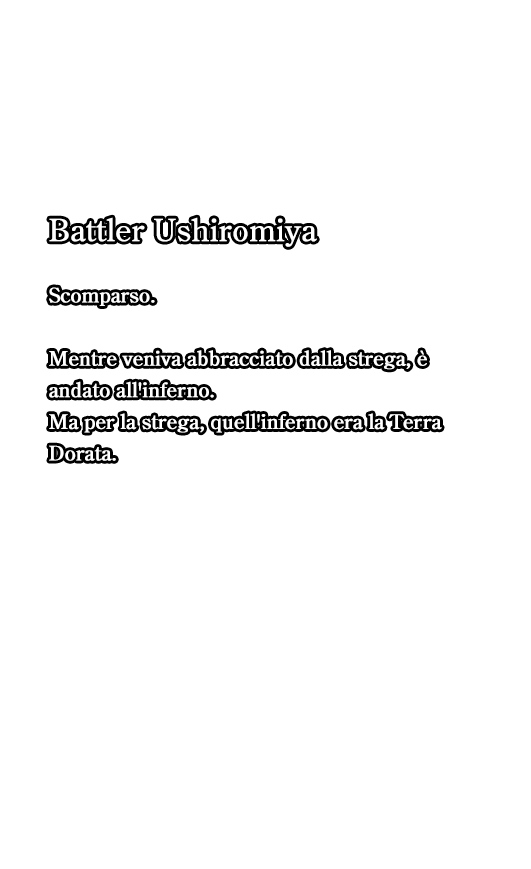 Battler Ushiromiya
Scomparso.
Mentre veniva abbracciato dalla strega, è
andato all'inferno.
Ma per la strega, quell'inferno era la Terra
Dorata.